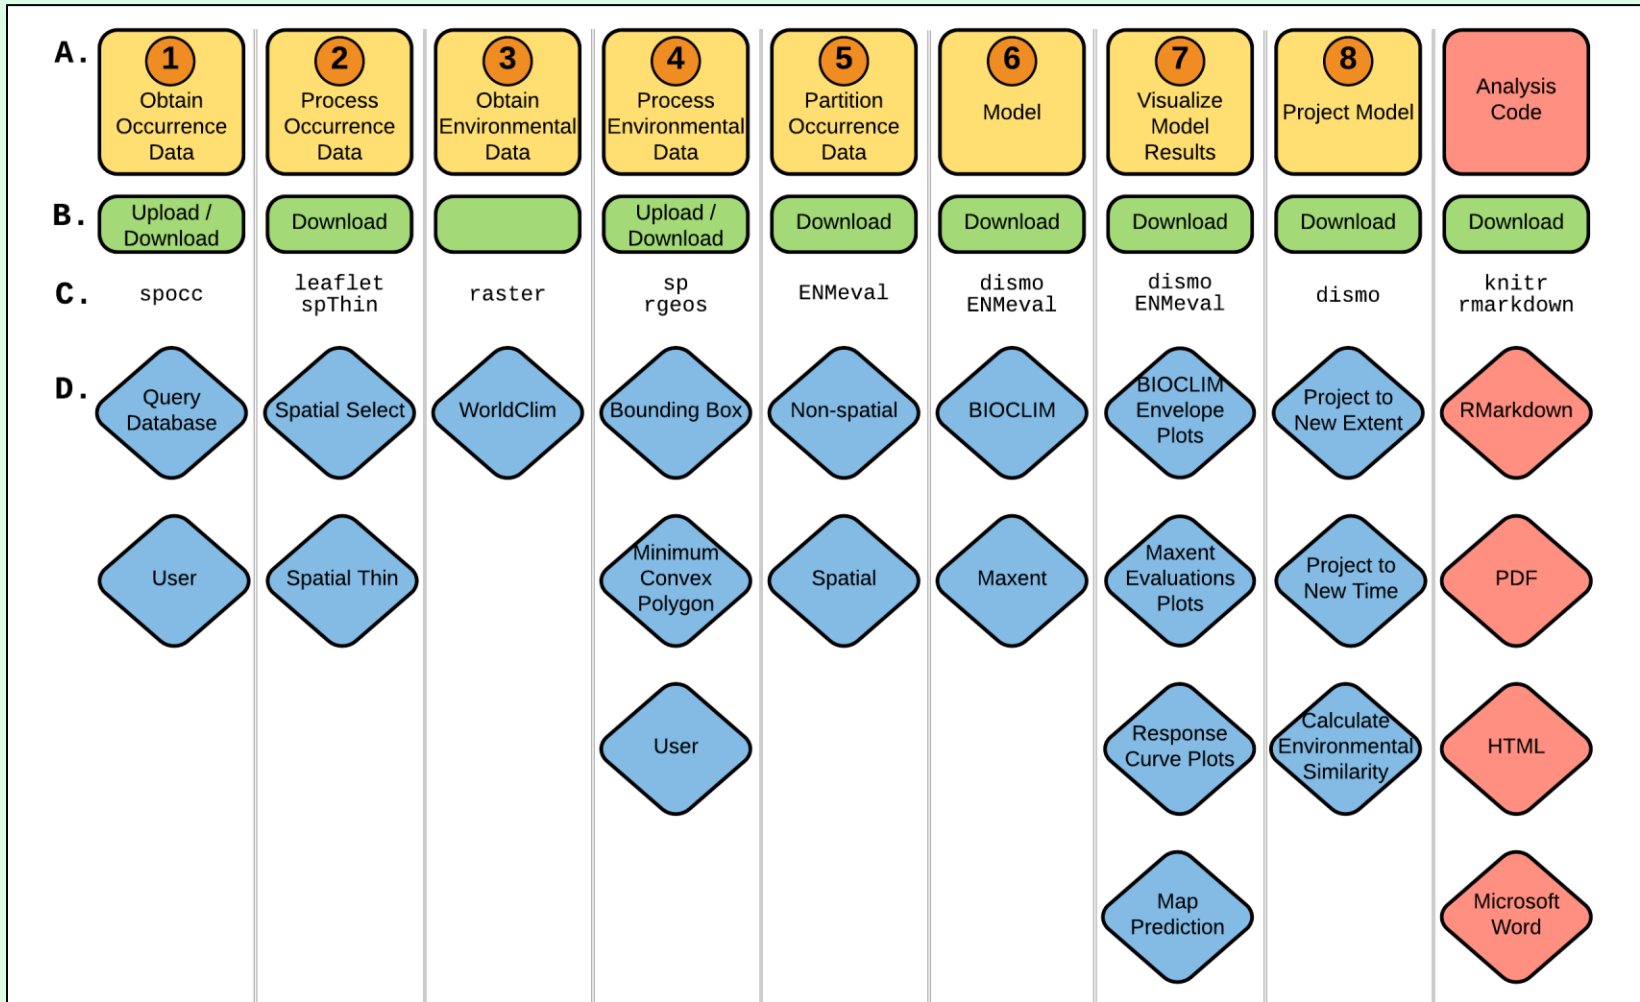 A.
1
Obtain
Occurrence
Data
2
Process
Occurrence
Data
3
Obtain
Environmental
Data
4
Process
Environmental
Data
5
Partition
Occurrence
Data
6
Model
7
Visualize
Model
Results
8
Project Model
Analysis
Code
B.
Upload /
Download
Download
Upload /
Download
Download
Download
Download
Download
Download
C.
spocc
leaflet
spThin
raster
sp
rgeos
ENMeval
dismo
ENMeval
dismo
ENMeval
dismo
knitr
rmarkdown
D.
Query
Database
Spatial Select
WorldClim
Bounding Box
Non-spatial
BIOCLIM
BIOCLIM
Envelope
Plots
Project to
New Extent
RMarkdown
User
Spatial Thin
Minimum
Convex
Polygon
Spatial
Maxent
Maxent
Evaluations
Plots
Project to
New Time
PDF
User
Response
Curve Plots
Calculate
Environmental
Similarity
HTML
Map
Prediction
Microsoft
Word